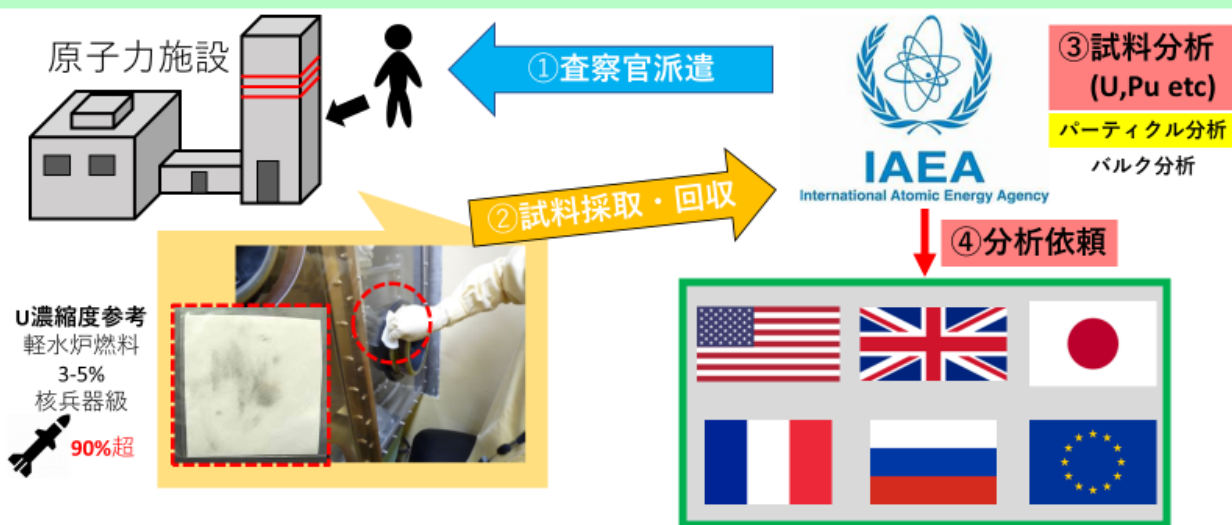 原子力施設
①査察官派遣
IAEA
International Atomic Energy Agency
③試料分析
(U,Pu etc)
パーティクル分析
バルク分析
②試料採取・回収
④分析依頼
U濃縮度参考
軽水炉燃料
3-5%
核兵器級
90%超